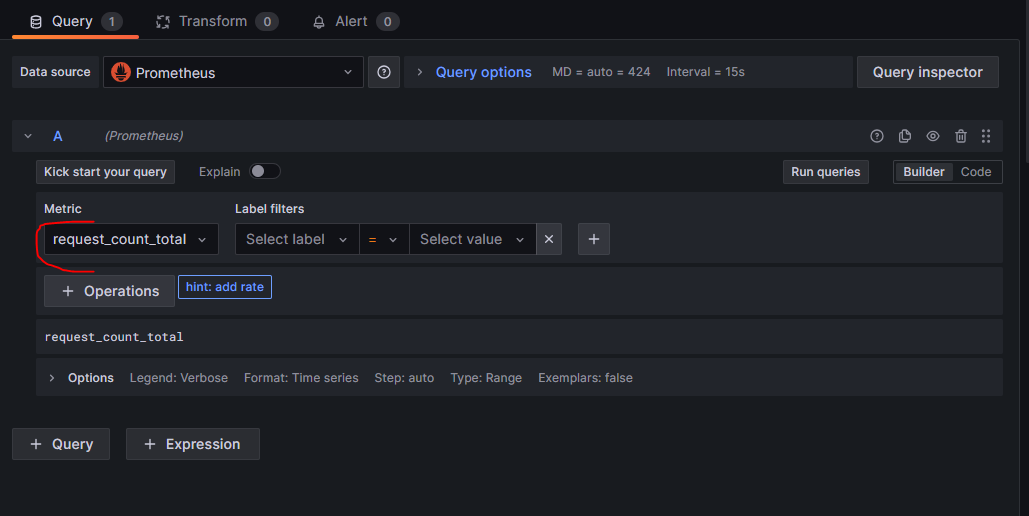 Query 1 Transform 0 Alert 0
Data source Prometheus Query options MD = auto = 424 Interval = 15s Query inspector
A (Prometheus)
Kick start your query Explain Run queries Builder Code
Metric Label filters
request_count_total Select label = Select value
+ Operations hint: add rate
request_count_total
Options Legend: Verbose Format: Time series Step: auto Type: Range Exemplars: false
+ Query + Expression